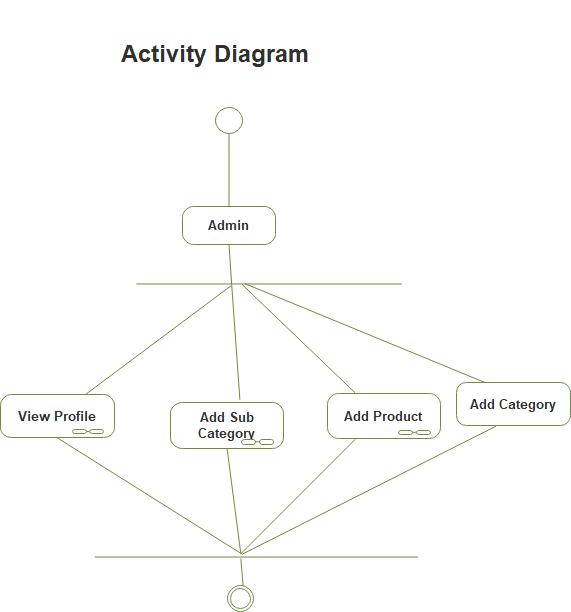 Activity Diagram
Admin
View Profile
Add Sub
Category
Add Product
Add Category